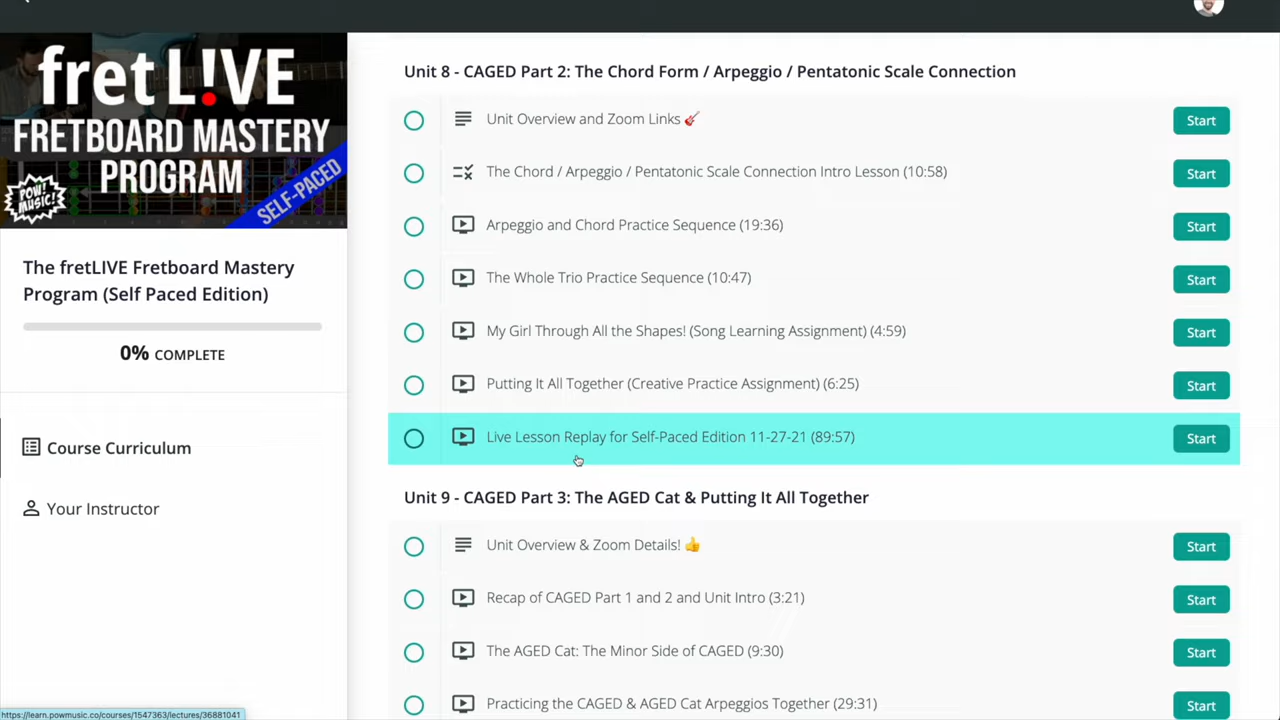 fret L!VE
FRETBOARD MASTERY
PROGRAM
POW!
MUSIC!
SELF-PACED
The fretLIVE Fretboard Mastery
Program (Self Paced Edition)
0% COMPLETE
Course Curriculum
Your Instructor
Unit 8 - CAGED Part 2: The Chord Form / Arpeggio / Pentatonic Scale Connection
Unit Overview and Zoom Links 🎸
Start
The Chord / Arpeggio / Pentatonic Scale Connection Intro Lesson (10:58)
Start
Arpeggio and Chord Practice Sequence (19:36)
Start
The Whole Trio Practice Sequence (10:47)
Start
My Girl Through All the Shapes! (Song Learning Assignment) (4:59)
Start
Putting It All Together (Creative Practice Assignment) (6:25)
Start
Live Lesson Replay for Self-Paced Edition 11-27-21 (89:57)
Start
Unit 9 - CAGED Part 3: The AGED Cat & Putting It All Together
Unit Overview & Zoom Details! 👍
Start
Recap of CAGED Part 1 and 2 and Unit Intro (3:21)
Start
The AGED Cat: The Minor Side of CAGED (9:30)
Start
Practicing the CAGED & AGED Cat Arpeggios Together (29:31)
Start
https://learn.powmusic.co/courses/1547363/lectures/36881041